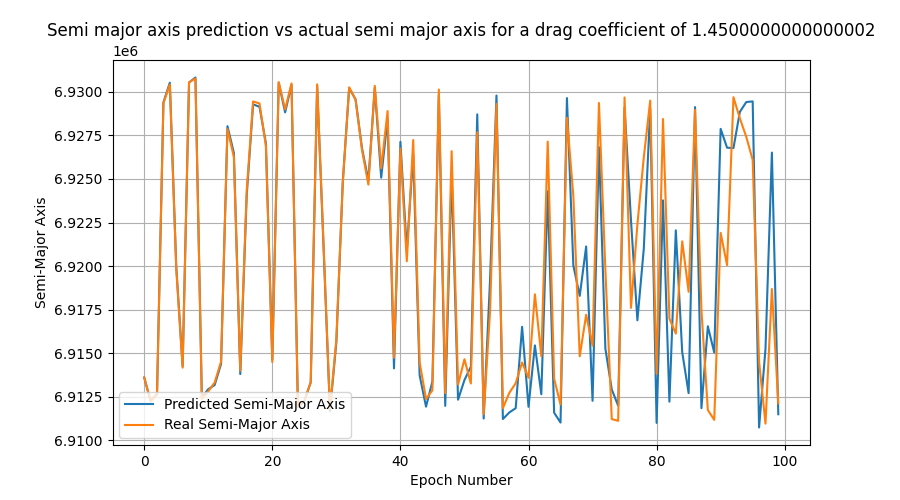 Semi major axis prediction vs actual semi major axis for a drag coefficient of 1.4500000000000002
1e6
6.9300
6.9275
6.9250
6.9225
6.9200
6.9175
6.9150
6.9125
6.9100
Semi-Major Axis
Predicted Semi-Major Axis
Real Semi-Major Axis
0 20 40 60 80 100
Epoch Number